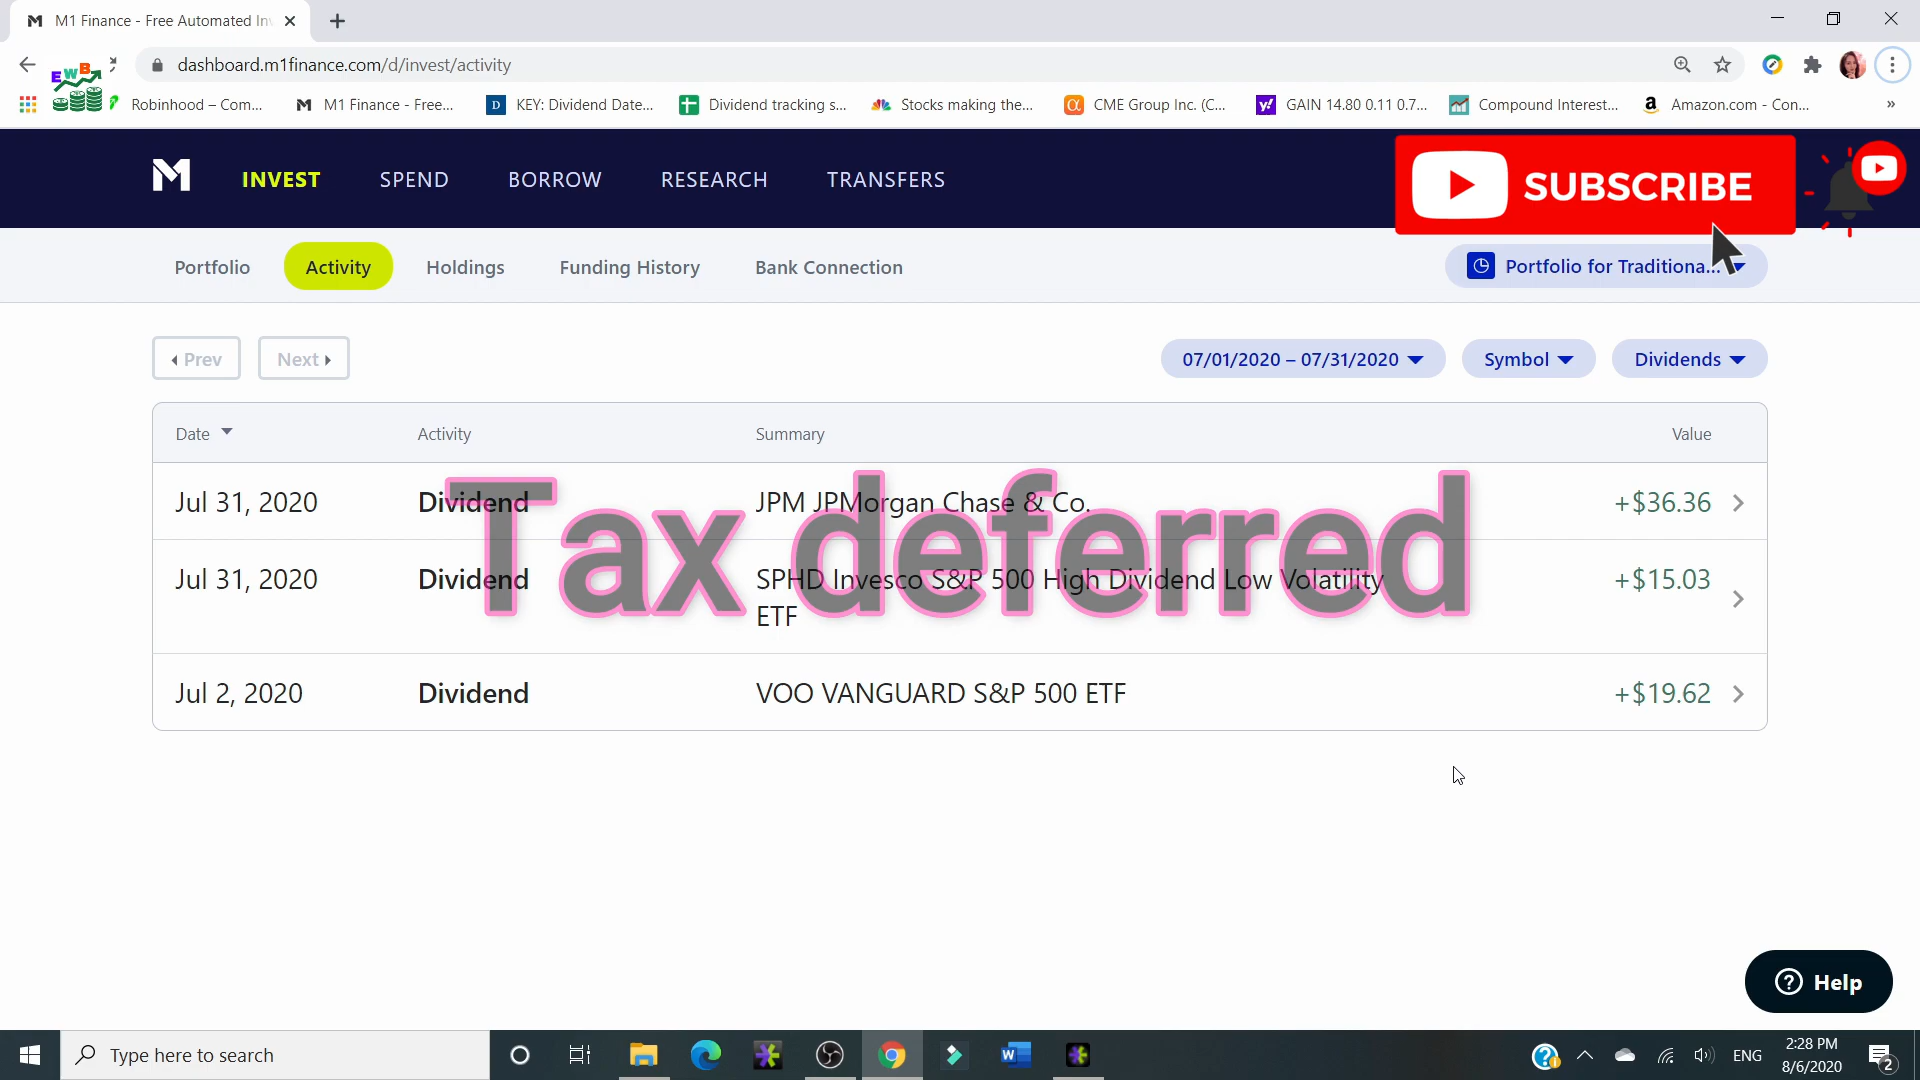 M1 Finance - Free Automated Inv
dashboard.m1finance.com/d/invest/activity
EWB
Robinhood – Com...
M1 Finance - Free...
KEY: Dividend Date...
Dividend tracking s...
Stocks making the...
CME Group Inc. (C...
GAIN 14.80 0.11 0.7...
Compound Interest...
Amazon.com - Con...
»
INVEST
SPEND
BORROW
RESEARCH
TRANSFERS
SUBSCRIBE
Portfolio
Activity
Holdings
Funding History
Bank Connection
Portfolio for Traditiona...
Prev
Next
07/01/2020 – 07/31/2020
Symbol
Dividends
Date Activity Summary Value
Jul 31, 2020 Dividend JPM JPMorgan Chase & Co. +$36.36
Tax deferred
Jul 31, 2020 Dividend SPHD Invesco S&P 500 High Dividend Low Volatility +$15.03
ETF
Jul 2, 2020 Dividend VOO VANGUARD S&P 500 ETF +$19.62
Help
Type here to search
ENG
2:28 PM
8/6/2020
2